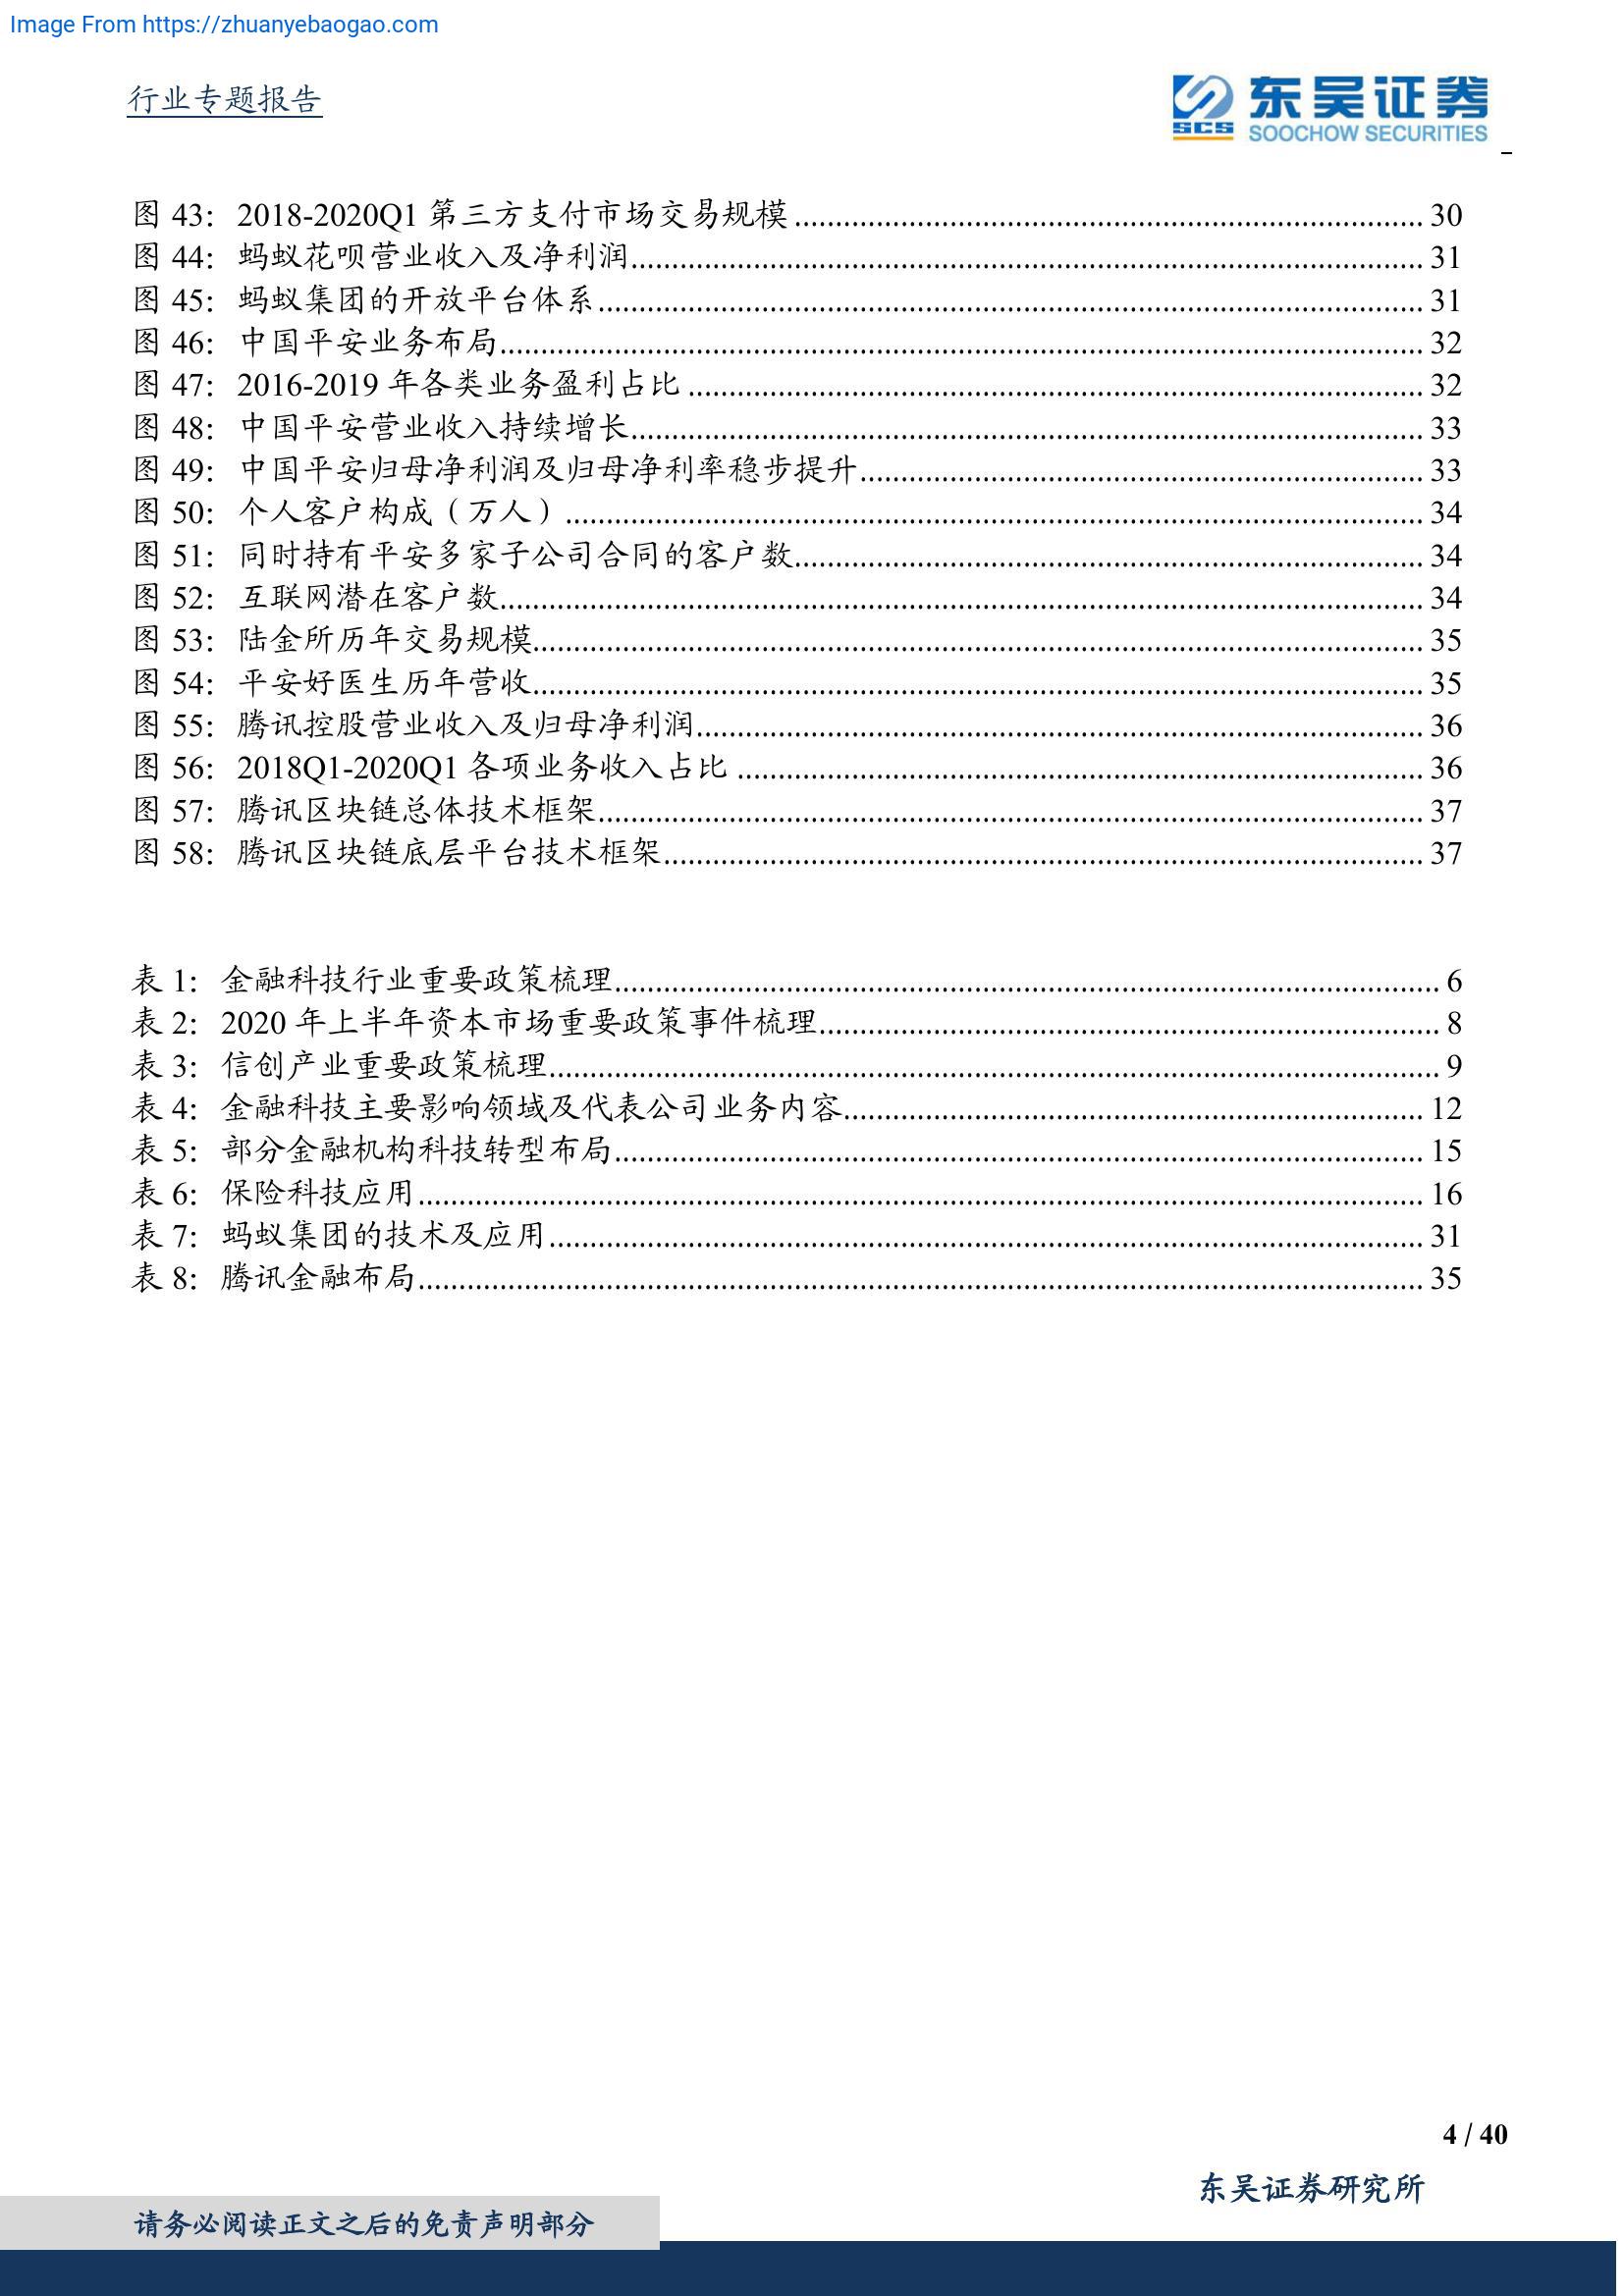 Image From https://zhuanyebaogao.com
行业专题报告
东吴证券
SCS
SOOCHOW SECURITIES
图 43：2018-2020Q1 第三方支付市场交易规模 30
图 44：蚂蚁花呗营业收入及净利润 31
图 45：蚂蚁集团的开放平台体系 31
图 46：中国平安业务布局 32
图 47：2016-2019 年各类业务盈利占比 32
图 48：中国平安营业收入持续增长 33
图 49：中国平安归母净利润及归母净利率稳步提升 33
图 50：个人客户构成（万人） 34
图 51：同时持有平安多家子公司合同的客户数 34
图 52：互联网潜在客户数 34
图 53：陆金所历年交易规模 35
图 54：平安好医生历年营收 35
图 55：腾讯控股营业收入及归母净利润 36
图 56：2018Q1-2020Q1 各项业务收入占比 36
图 57：腾讯区块链总体技术框架 37
图 58：腾讯区块链底层平台技术框架 37
表 1：金融科技行业重要政策梳理 6
表 2：2020 年上半年资本市场重要政策事件梳理 8
表 3：信创产业重要政策梳理 9
表 4：金融科技主要影响领域及代表公司业务内容 12
表 5：部分金融机构科技转型布局 15
表 6：保险科技应用 16
表 7：蚂蚁集团的技术及应用 31
表 8：腾讯金融布局 35
4 / 40
东吴证券研究所
请务必阅读正文之后的免责声明部分